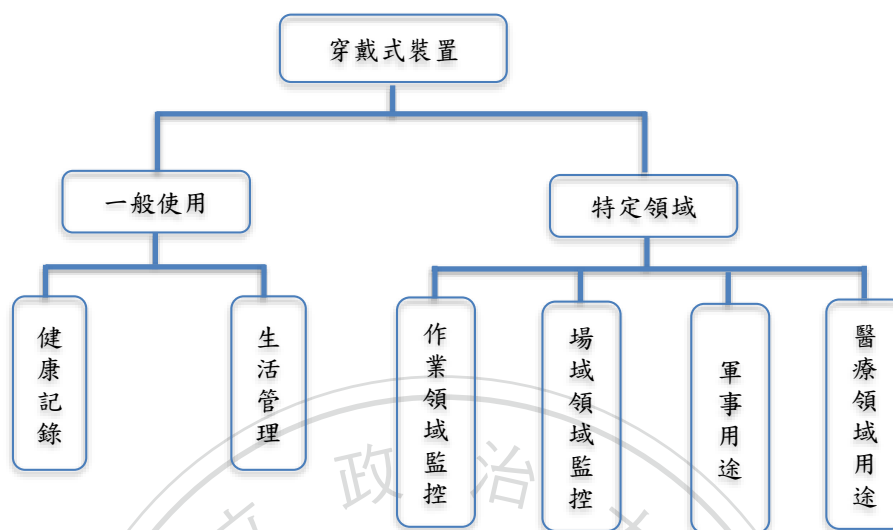 穿戴式裝置
一般使用
特定領域
健康記錄
生活管理
作業領域監控
場域領域監控
軍事用途
醫療領域用途
立 政 治 大